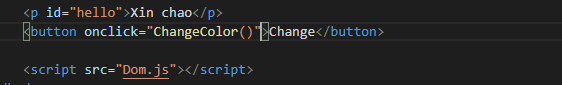 <p id="hello">Xin chao</p>
<button onclick="ChangeColor()">Change</button>
<script src="Dom.js"></script>